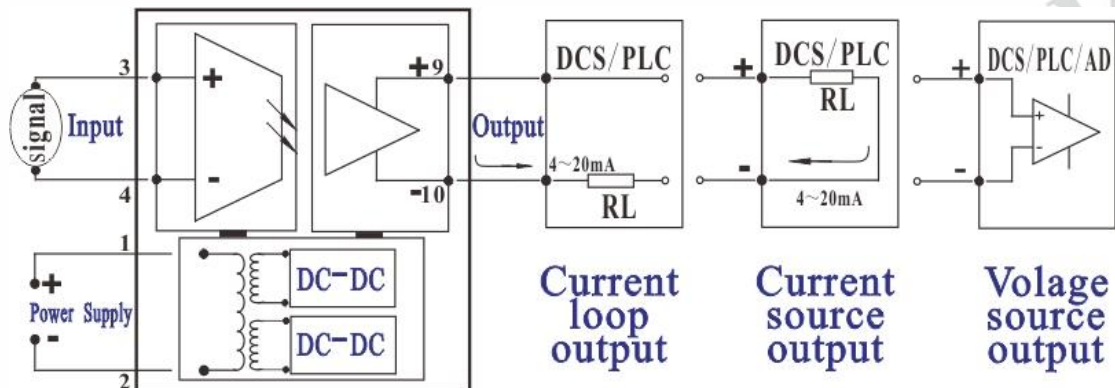 3
+
signal
Input
-
4
1
+
Power Supply
-
2
+9
-10
DC-DC
DC-DC
Output
DCS/PLC
4~20mA
RL
Current
loop
output
+
DCS/PLC
RL
-
4~20mA
Current
source
output
+
DCS/PLC/AD
+
-
-
Volage
source
output